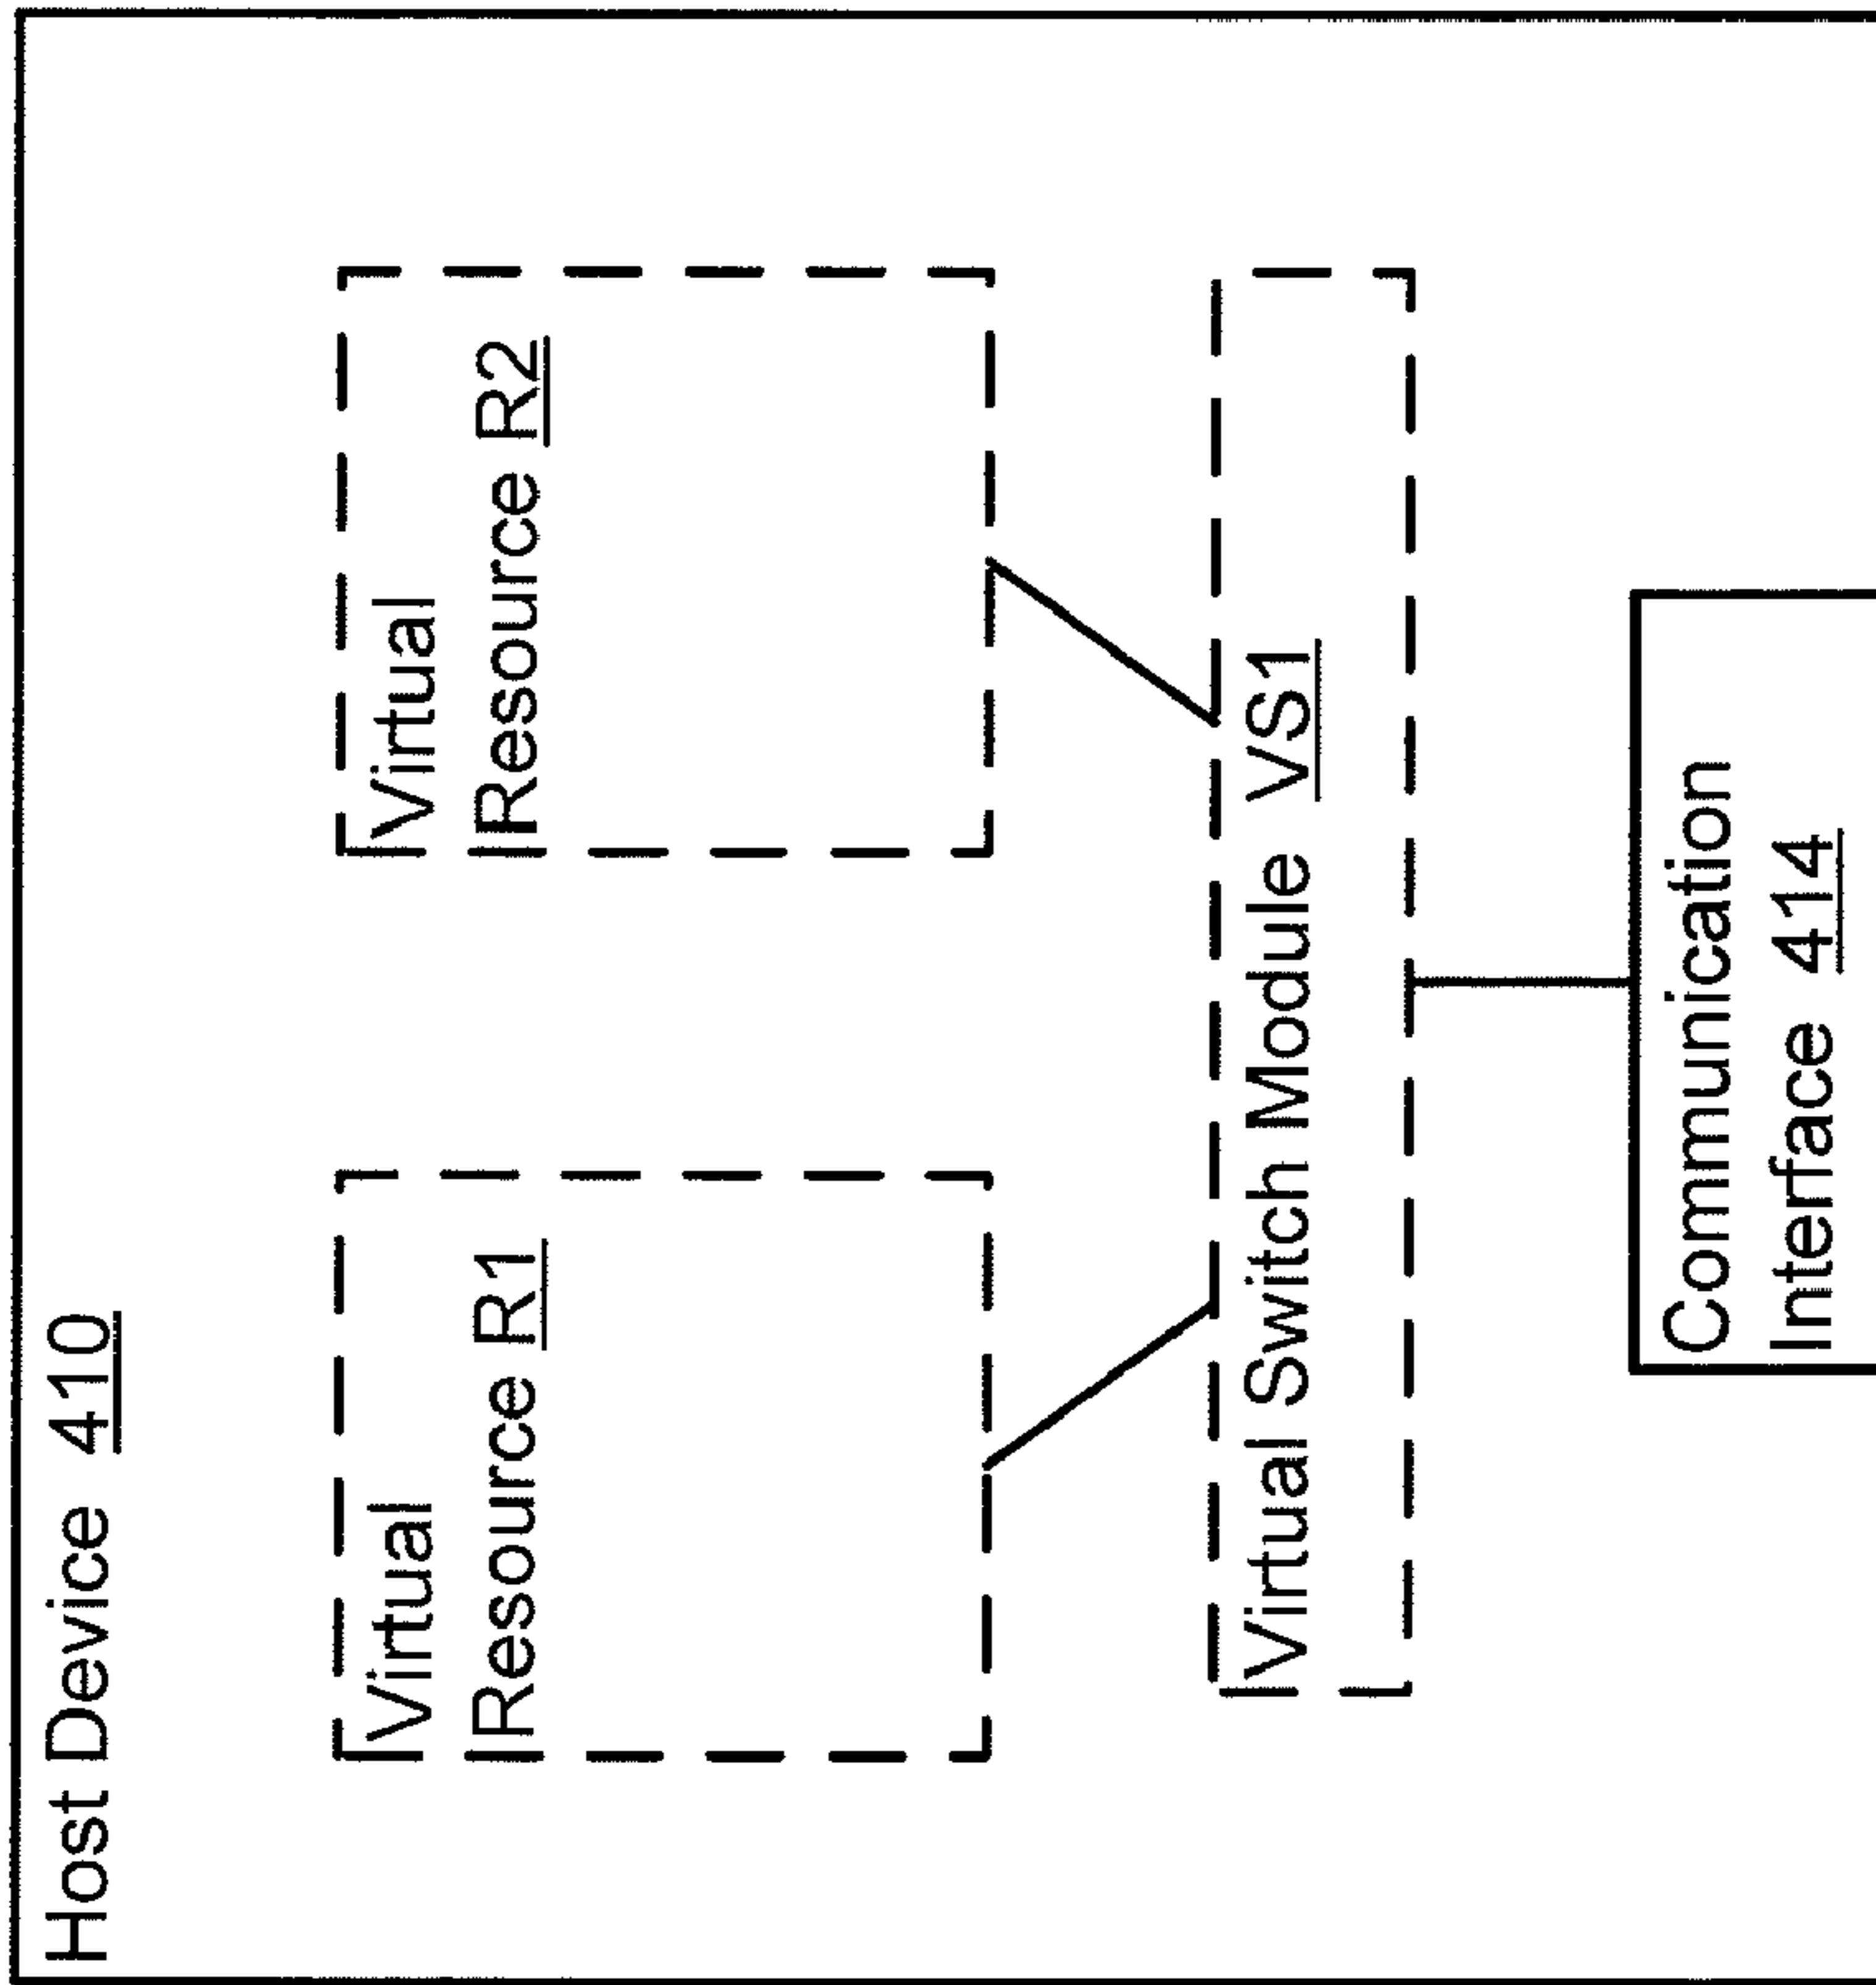 Host Device 410
Virtual
Resource R1
Virtual
Resource R2
Virtual Switch Module VS1
Communication
Interface 414